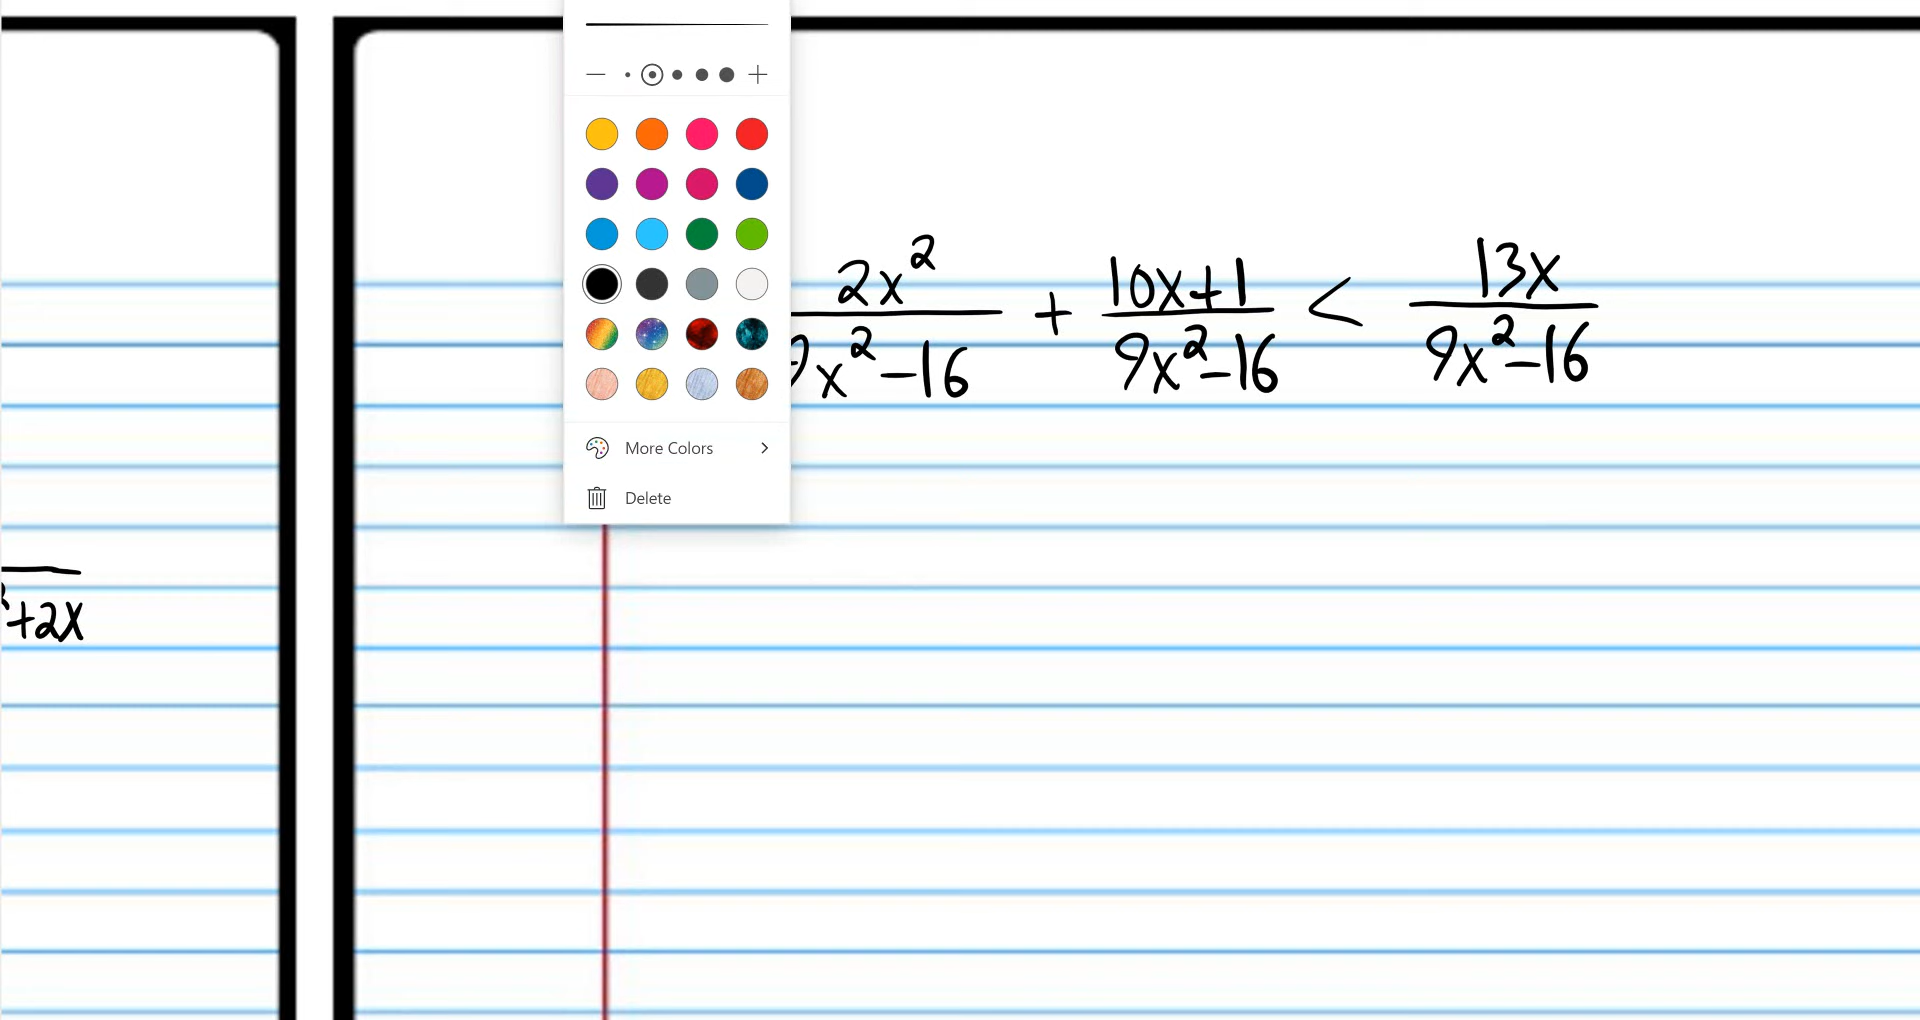 2x² + 10x+1 < 13x
9x²-16 9x²-16 9x²-16
More Colors
Delete
+2x